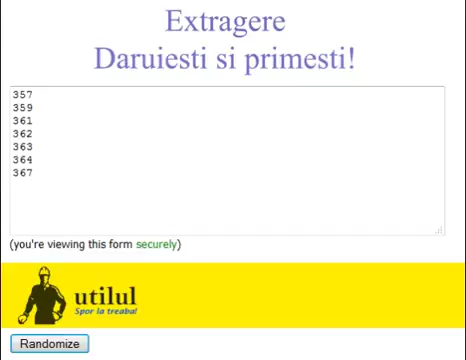 Extragere
Daruiesti si primesti!
357
359
361
362
363
364
367
(you're viewing this form securely)
utilul
Spor la treaba!
Randomize